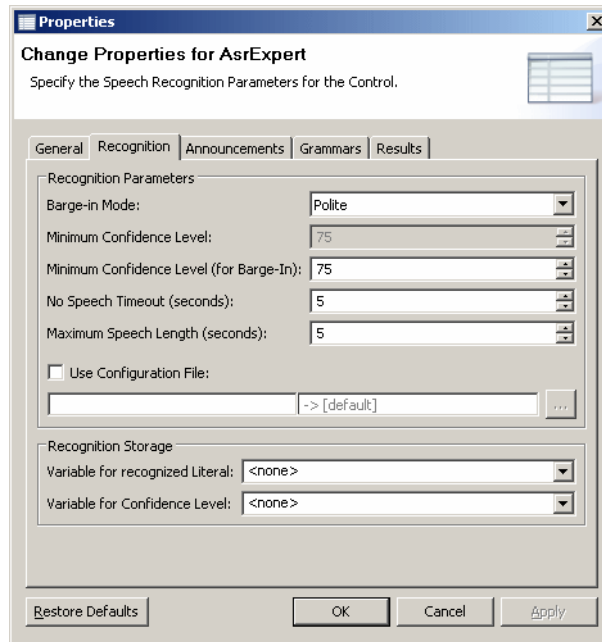 Properties
Change Properties for AsrExpert
Specify the Speech Recognition Parameters for the Control.
General Recognition Announcements Grammars Results
Recognition Parameters
Barge-in Mode: Polite
Minimum Confidence Level: 75
Minimum Confidence Level (for Barge-In): 75
No Speech Timeout (seconds): 5
Maximum Speech Length (seconds): 5
Use Configuration File:
-> [default] ...
Recognition Storage
Variable for recognized Literal: <none>
Variable for Confidence Level: <none>
Restore Defaults OK Cancel Apply